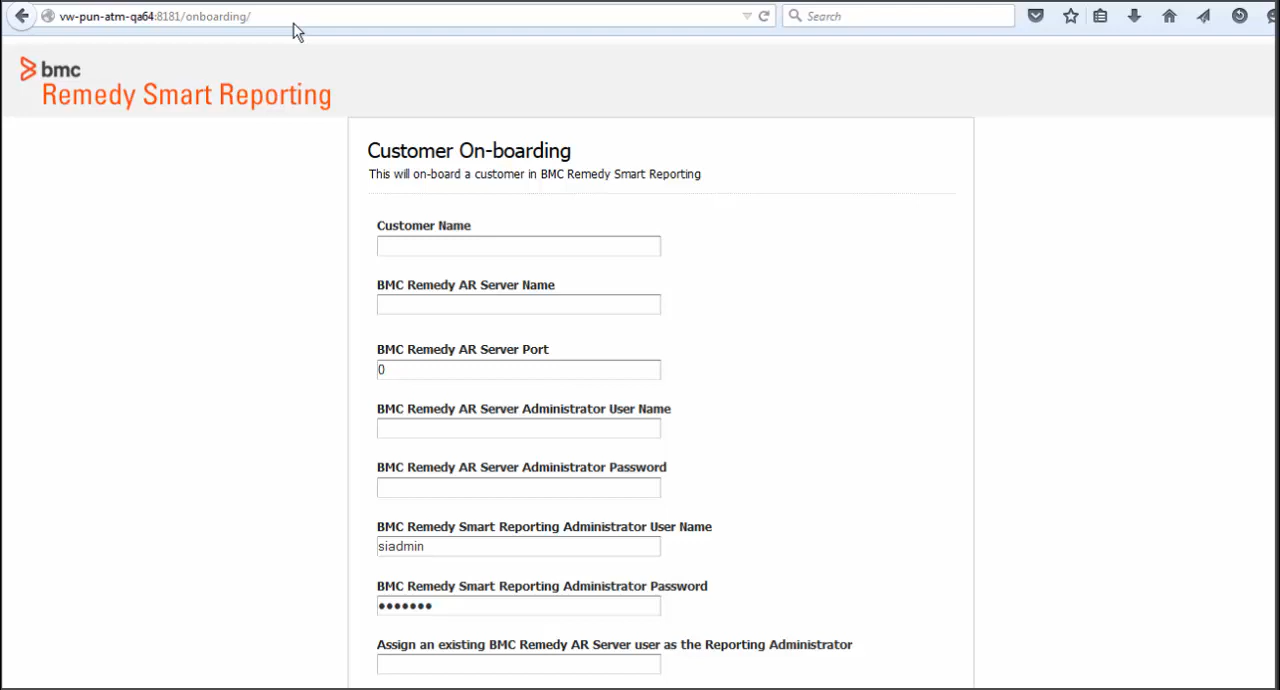 vw-pun-atm-qa64:8181/onboarding/
Search
bmc
Remedy Smart Reporting
Customer On-boarding
This will on-board a customer in BMC Remedy Smart Reporting
Customer Name
BMC Remedy AR Server Name
BMC Remedy AR Server Port
0
BMC Remedy AR Server Administrator User Name
BMC Remedy AR Server Administrator Password
BMC Remedy Smart Reporting Administrator User Name
siadmin
BMC Remedy Smart Reporting Administrator Password
•••••••
Assign an existing BMC Remedy AR Server user as the Reporting Administrator